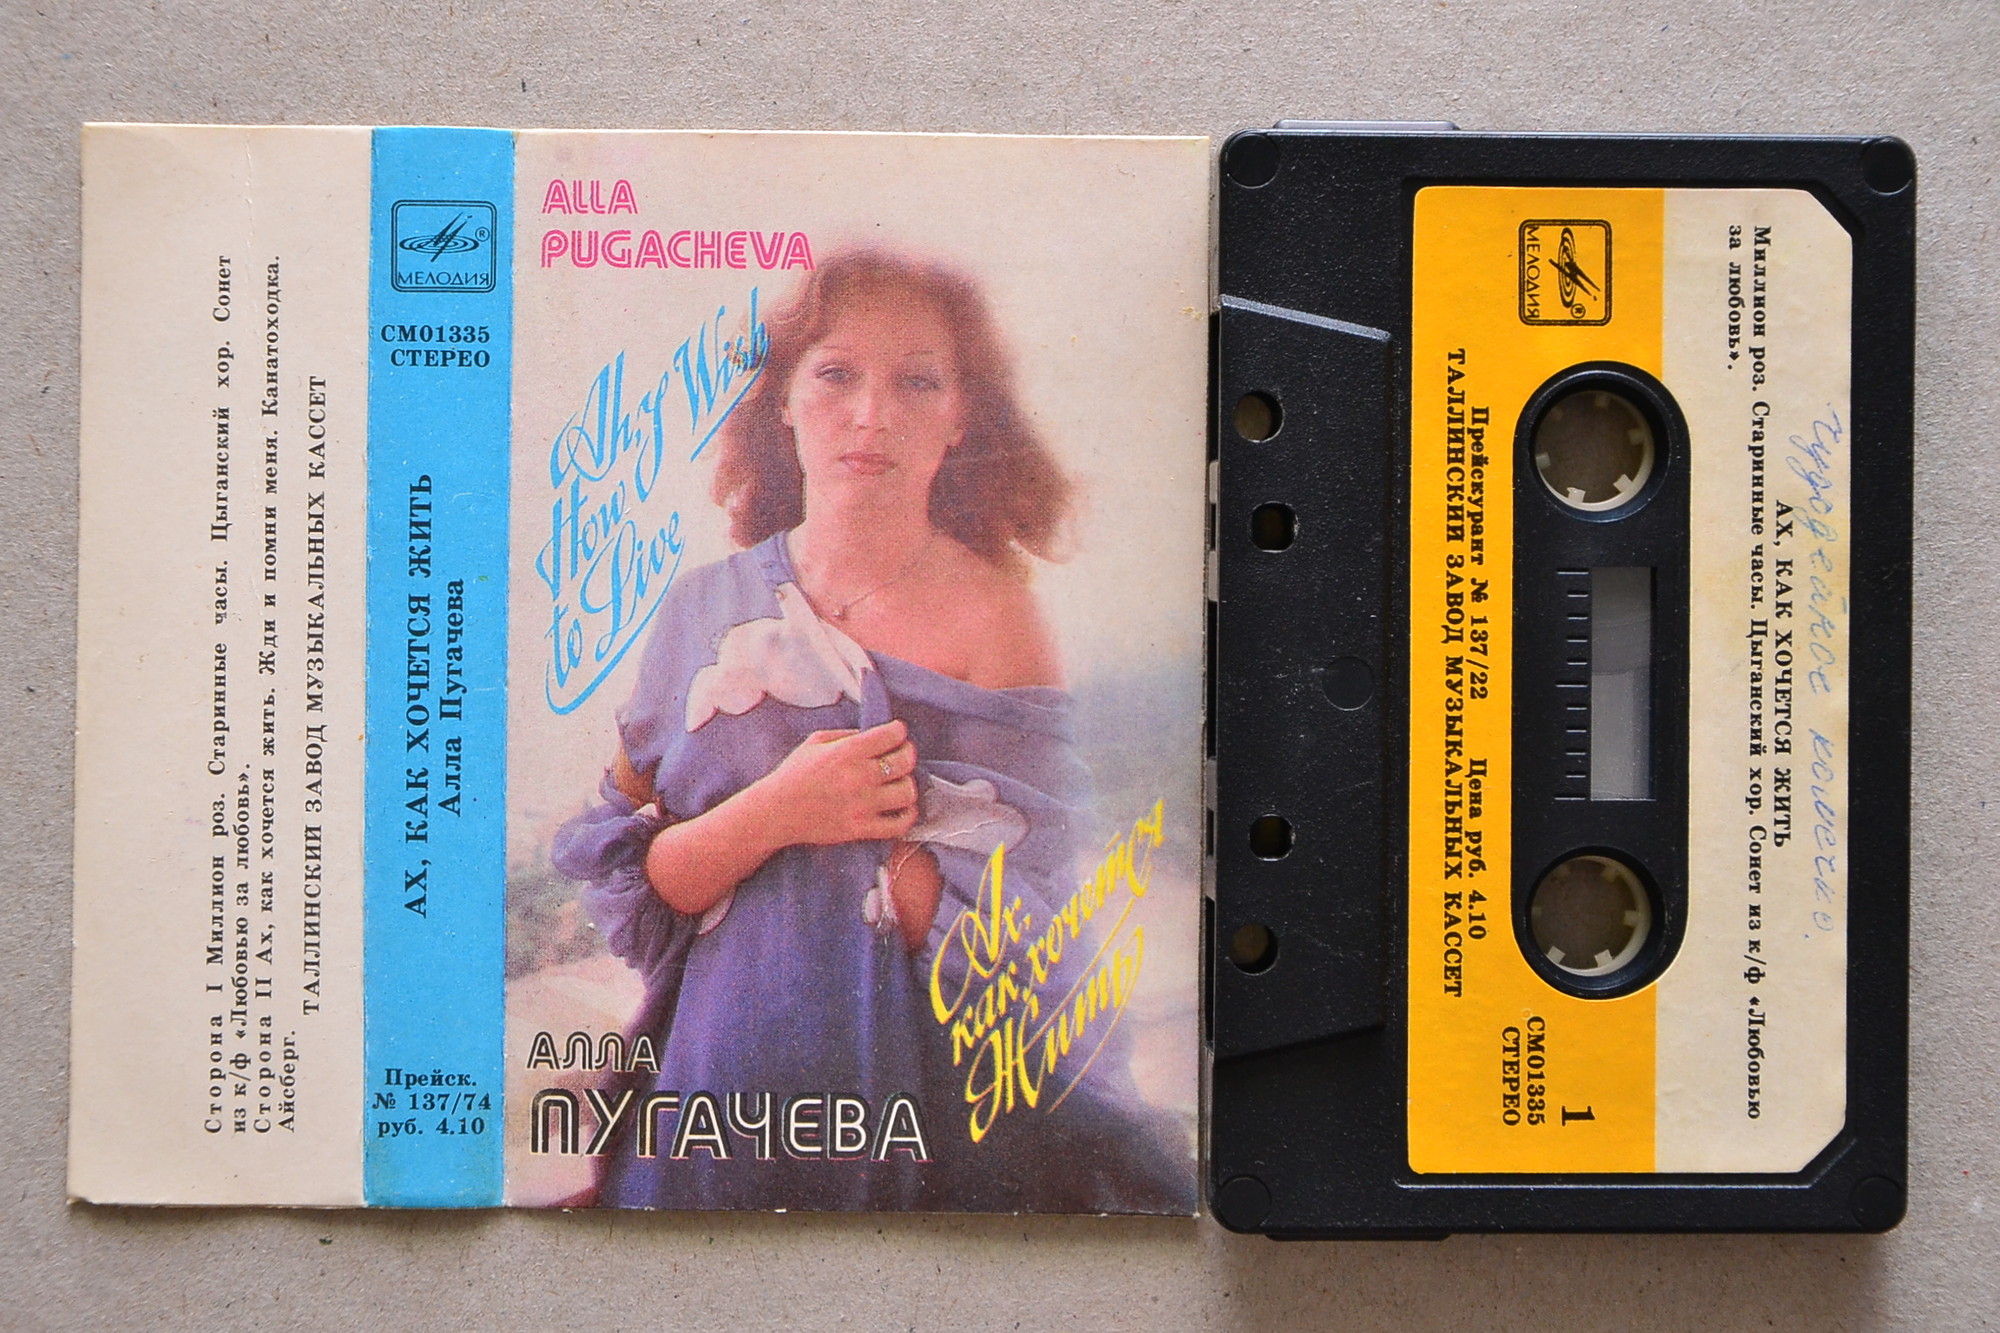 Сторона I Миллион роз. Старинные часы. Цыганский хор. Сонет
из к/ф «Любовью за любовь».
Сторона II Ах, как хочется жить. Жди и помни меня. Канатоходка.
Айсберг.
ТАЛЛИНСКИЙ ЗАВОД МУЗЫКАЛЬНЫХ КАССЕТ
МЕЛОДИЯ
®
СМ01335
СТЕРЕО
АХ, КАК ХОЧЕТСЯ ЖИТЬ
Алла Пугачева
Прейск.
№ 137/74
руб. 4.10
ALLA
PUGACHEVA
Ah, y Wish
How y
to Live
Ах,
как хочется
Жить
АЛЛА
ПУГАЧЕВА
Чудодейное колечко.
АХ, КАК ХОЧЕТСЯ ЖИТЬ
Миллион роз. Старинные часы. Цыганский хор. Сонет из к/ф «Любовью
за любовь».
МЕЛОДИЯ
®
Прейскурант № 137/22 Цена руб. 4.10
ТАЛЛИНСКИЙ ЗАВОД МУЗЫКАЛЬНЫХ КАССЕТ
1
СМ01335
СТЕРЕО